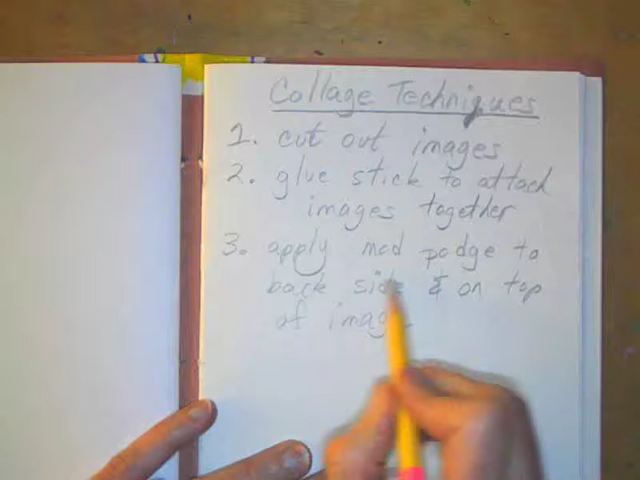 Collage Techniques
1. cut out images
2. glue stick to attach
images together
3. apply mod podge to
back side & on top
of image